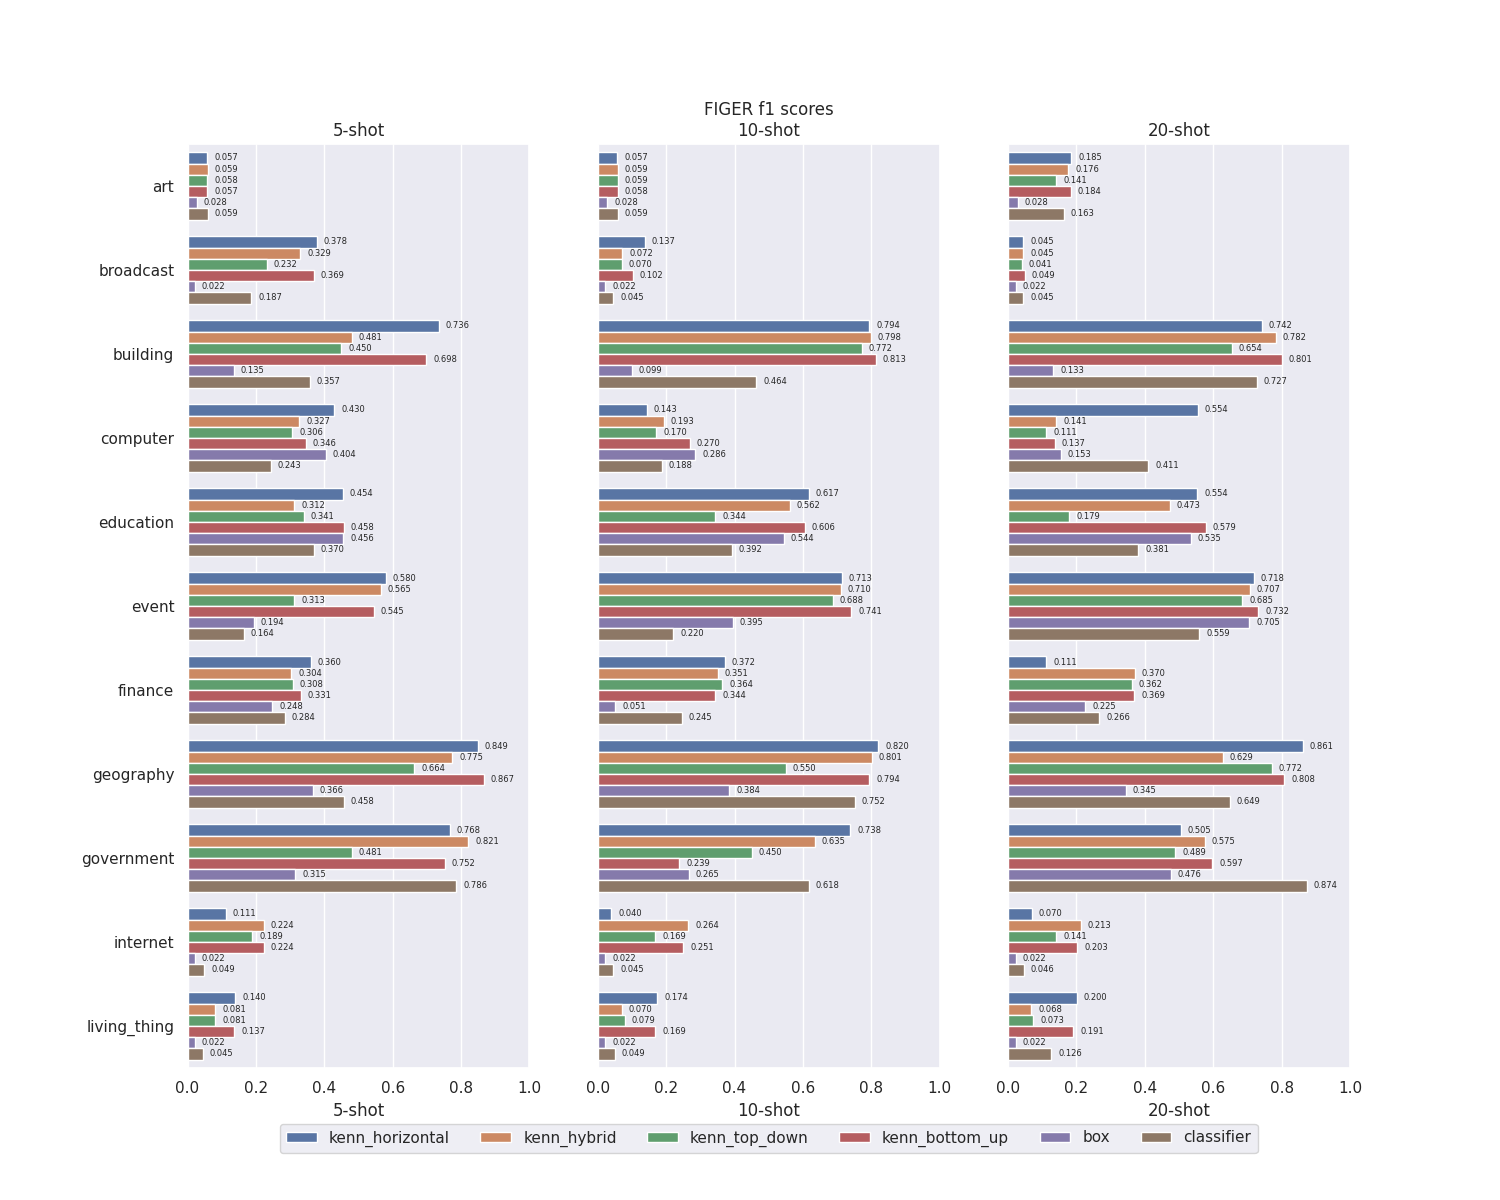 FIGER f1 scores
5-shot 10-shot 20-shot
art
0.057 0.057 0.185
0.059 0.059 0.176
0.058 0.059 0.141
0.057 0.058 0.184
0.028 0.028 0.028
0.059 0.059 0.163
broadcast
0.378 0.137 0.045
0.329 0.072 0.045
0.232 0.070 0.041
0.369 0.102 0.049
0.022 0.022 0.022
0.187 0.045 0.045
building
0.736 0.794 0.742
0.481 0.798 0.782
0.450 0.772 0.654
0.698 0.813 0.801
0.135 0.099 0.133
0.357 0.464 0.727
computer
0.430 0.143 0.554
0.327 0.193 0.141
0.306 0.170 0.111
0.346 0.270 0.137
0.404 0.286 0.153
0.243 0.188 0.411
education
0.454 0.617 0.554
0.312 0.562 0.473
0.341 0.344 0.179
0.458 0.606 0.579
0.456 0.544 0.535
0.370 0.392 0.381
event
0.580 0.713 0.718
0.565 0.710 0.707
0.313 0.688 0.685
0.545 0.741 0.732
0.194 0.395 0.705
0.164 0.220 0.559
finance
0.360 0.372 0.111
0.304 0.351 0.370
0.308 0.364 0.362
0.331 0.344 0.369
0.248 0.051 0.225
0.284 0.245 0.266
geography
0.849 0.820 0.861
0.775 0.801 0.629
0.664 0.550 0.772
0.867 0.794 0.808
0.366 0.384 0.345
0.458 0.752 0.649
government
0.768 0.738 0.505
0.821 0.635 0.575
0.481 0.450 0.489
0.752 0.239 0.597
0.315 0.265 0.476
0.786 0.618 0.874
internet
0.111 0.040 0.070
0.224 0.264 0.213
0.189 0.169 0.141
0.224 0.251 0.203
0.022 0.022 0.022
0.049 0.045 0.046
living_thing
0.140 0.174 0.200
0.081 0.070 0.068
0.081 0.079 0.073
0.137 0.169 0.191
0.022 0.022 0.022
0.045 0.049 0.126
0.0 0.2 0.4 0.6 0.8 1.0 0.0 0.2 0.4 0.6 0.8 1.0 0.0 0.2 0.4 0.6 0.8 1.0
5-shot 10-shot 20-shot
kenn_horizontal kenn_hybrid kenn_top_down kenn_bottom_up box classifier